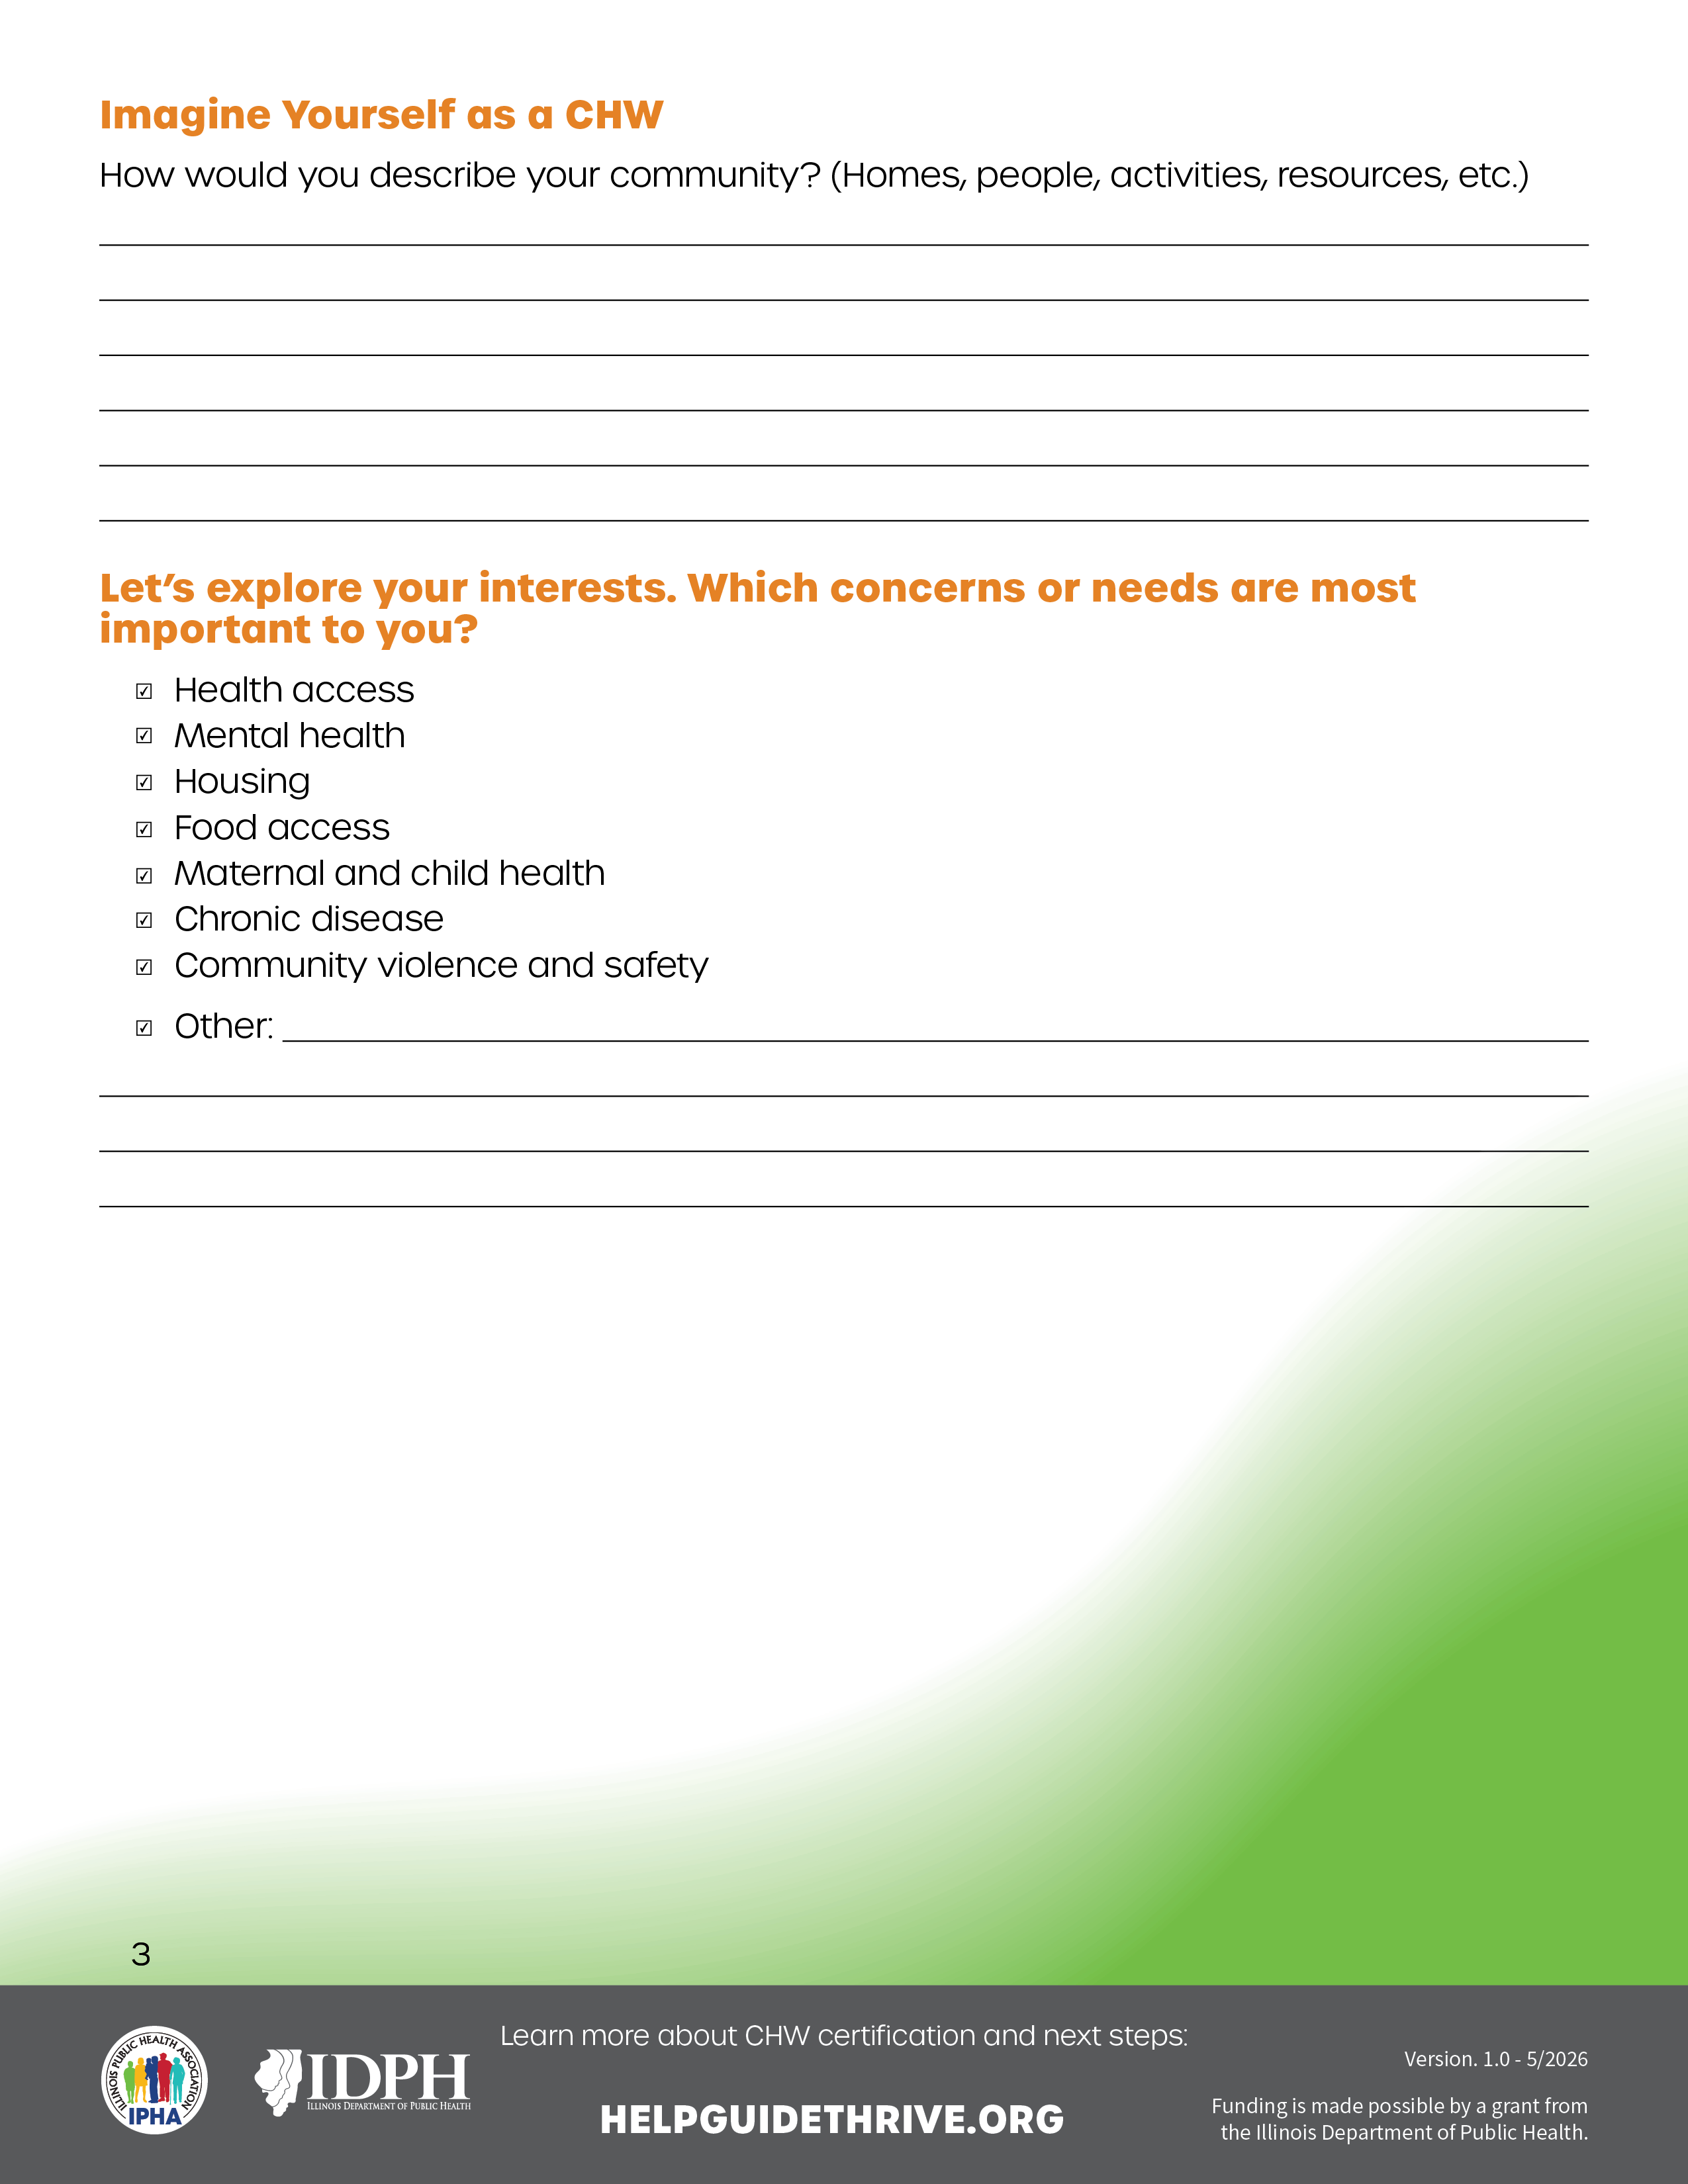 Imagine Yourself as a CHW
How would you describe your community? (Homes, people, activities, resources, etc.)
Let’s explore your interests. Which concerns or needs are most
important to you?
☑ Health access
☑ Mental health
☑ Housing
☑ Food access
☑ Maternal and child health
☑ Chronic disease
☑ Community violence and safety
☑ Other:
3
ILLINOIS PUBLIC HEALTH ASSOCIATION
IPHA
IDPH
ILLINOIS DEPARTMENT OF PUBLIC HEALTH
Learn more about CHW certification and next steps:
HELPGUIDETHRIVE.ORG
Version. 1.0 - 5/2026
Funding is made possible by a grant from
the Illinois Department of Public Health.